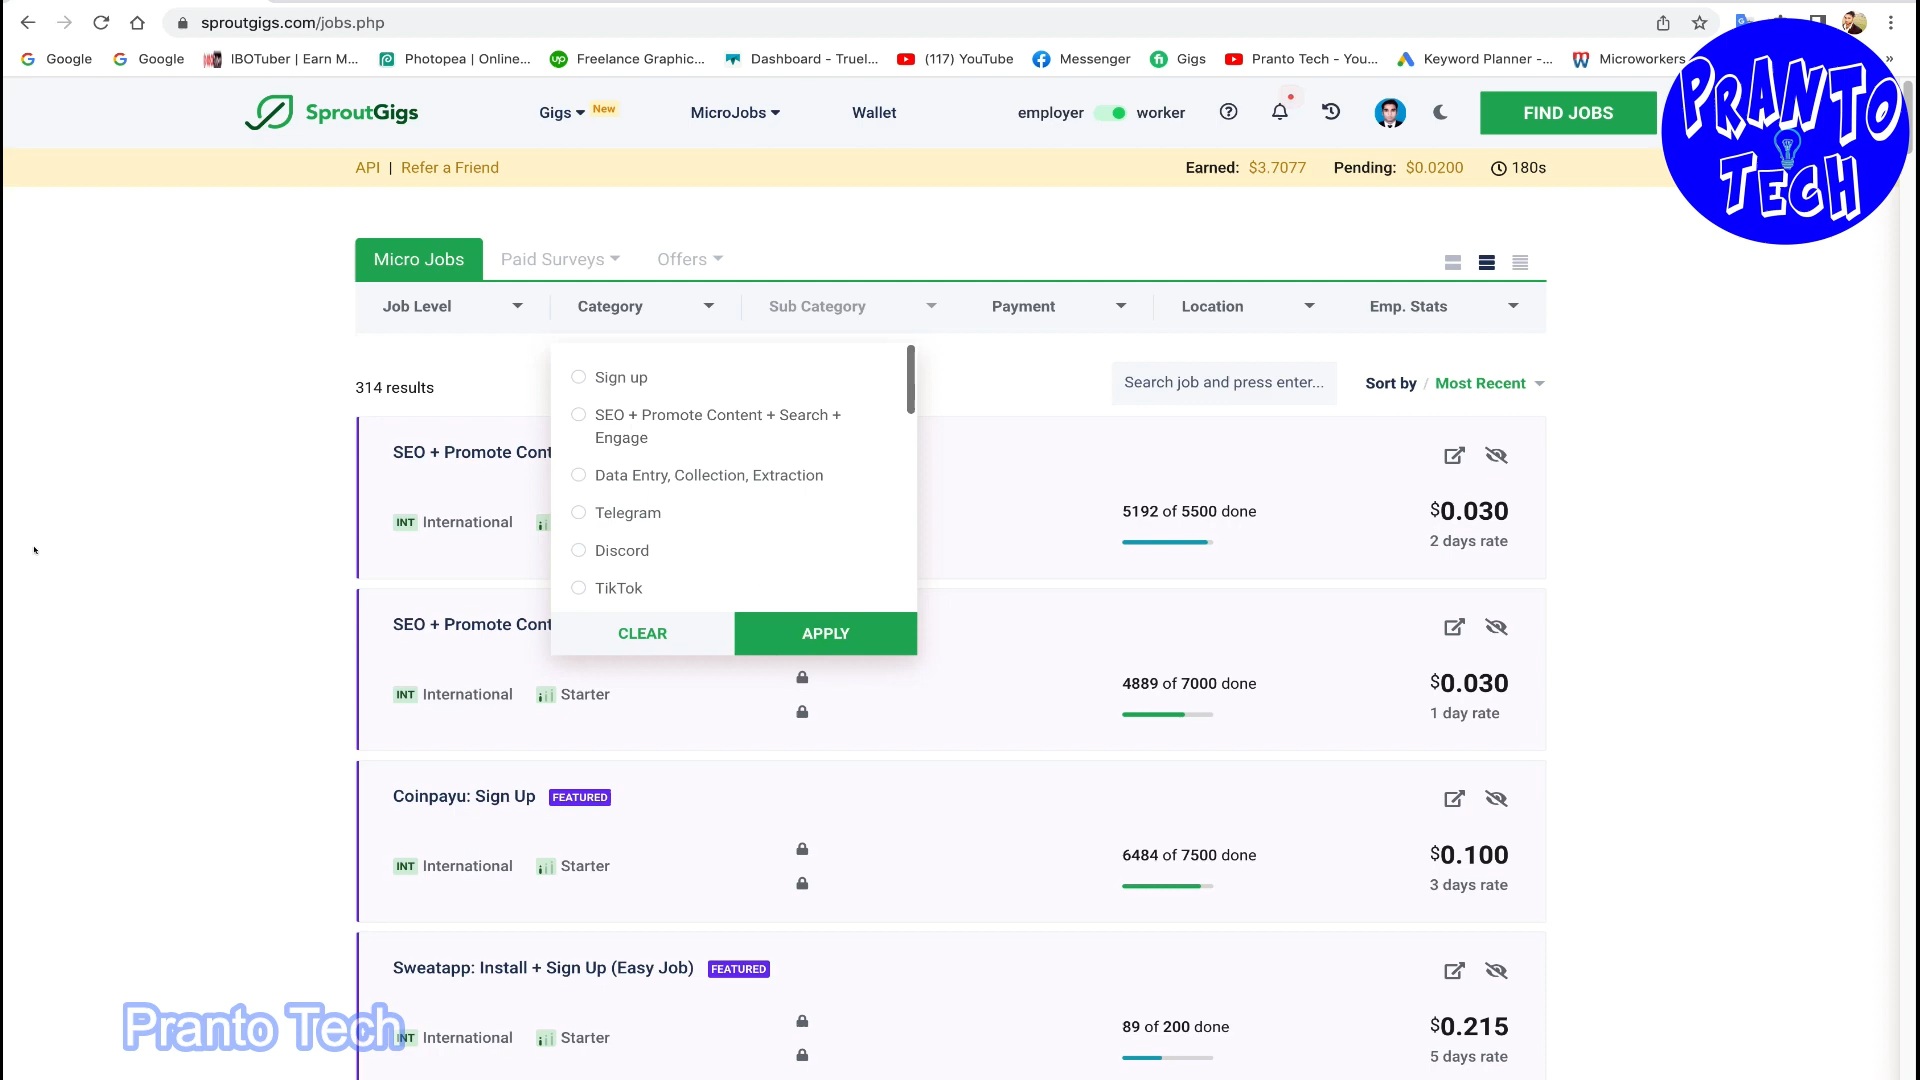 sproutgigs.com/jobs.php
Google
Google
IBOTuber | Earn M...
Photopea | Online...
Freelance Graphic...
Dashboard - Truel...
(117) YouTube
Messenger
Gigs
Pranto Tech - You...
Keyword Planner -...
Microworkers
»
PRANTO
TECH
SproutGigs
Gigs New
MicroJobs
Wallet
employer worker
FIND JOBS
API | Refer a Friend
Earned: $3.7077
Pending: $0.0200
180s
Micro Jobs
Paid Surveys
Offers
Job Level
Category
Sub Category
Payment
Location
Emp. Stats
314 results
Search job and press enter...
Sort by / Most Recent
Sign up
SEO + Promote Content + Search +
Engage
Data Entry, Collection, Extraction
Telegram
Discord
TikTok
CLEAR
APPLY
SEO + Promote Cont
INT International
5192 of 5500 done
$0.030
2 days rate
SEO + Promote Cont
INT International
Starter
4889 of 7000 done
$0.030
1 day rate
Coinpayu: Sign Up FEATURED
INT International
Starter
6484 of 7500 done
$0.100
3 days rate
Sweatapp: Install + Sign Up (Easy Job) FEATURED
INT International
Starter
89 of 200 done
$0.215
5 days rate
Pranto Tech